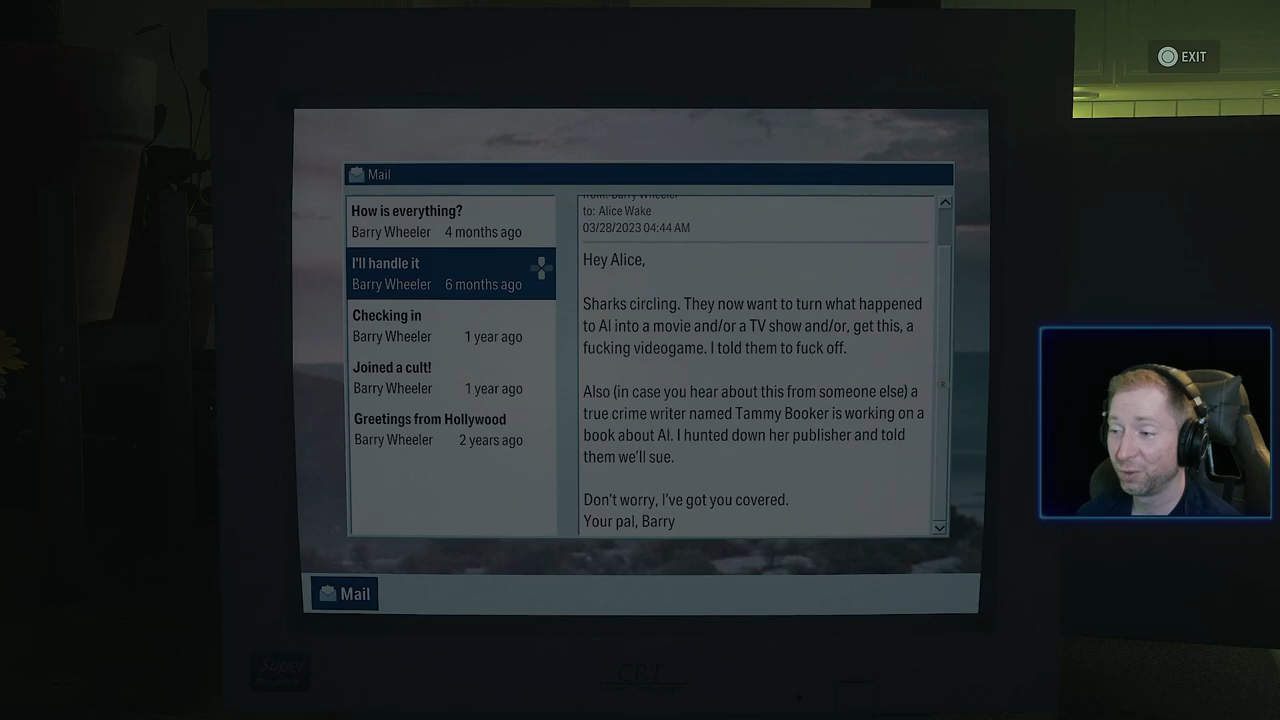 EXIT
Mail
How is everything?
Barry Wheeler 4 months ago
I'll handle it
Barry Wheeler 6 months ago
Checking in
Barry Wheeler 1 year ago
Joined a cult!
Barry Wheeler 1 year ago
Greetings from Hollywood
Barry Wheeler 2 years ago
from: Barry Wheeler
to: Alice Wake
03/28/2023 04:44 AM
Hey Alice,
Sharks circling. They now want to turn what happened
to Al into a movie and/or a TV show and/or, get this, a
fucking videogame. I told them to fuck off.
Also (in case you hear about this from someone else) a
true crime writer named Tammy Booker is working on a
book about Al. I hunted down her publisher and told
them we'll sue.
Don't worry, I've got you covered.
Your pal, Barry
Mail
Super
CRT